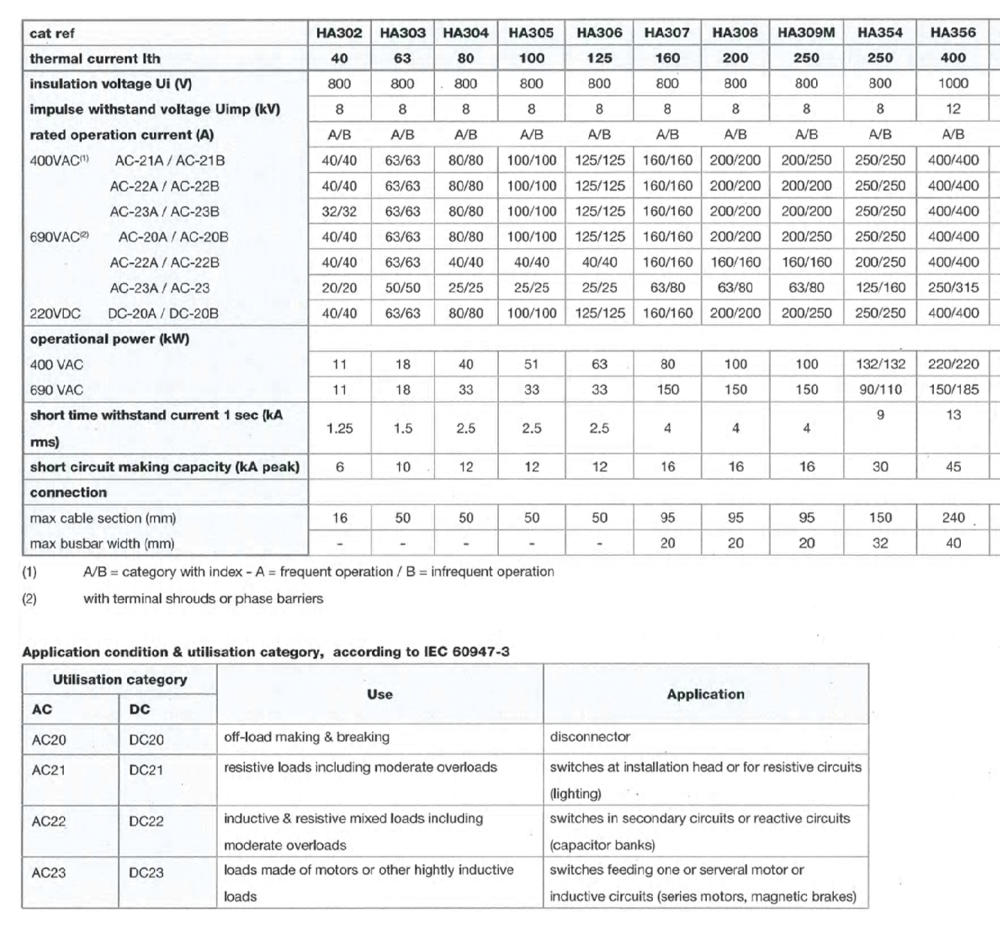 cat ref HA302 HA303 HA304 HA305 HA306 HA307 HA308 HA309M HA354 HA356
thermal current Ith 40 63 80 100 125 160 200 250 250 400
insulation voltage Ui (V) 800 800 800 800 800 800 800 800 800 1000
impulse withstand voltage Uimp (kV) 8 8 8 8 8 8 8 8 8 12
rated operation current (A) A/B A/B A/B A/B A/B A/B A/B A/B A/B A/B
400VAC(1) AC-21A / AC-21B 40/40 63/63 80/80 100/100 125/125 160/160 200/200 200/250 250/250 400/400
AC-22A / AC-22B 40/40 63/63 80/80 100/100 125/125 160/160 200/200 200/200 250/250 400/400
AC-23A / AC-23B 32/32 63/63 80/80 100/100 125/125 160/160 200/200 200/200 250/250 400/400
690VAC(2) AC-20A / AC-20B 40/40 63/63 80/80 100/100 125/125 160/160 200/200 200/250 250/250 400/400
AC-22A / AC-22B 40/40 63/63 40/40 40/40 40/40 160/160 160/160 160/160 200/250 400/400
AC-23A / AC-23 20/20 50/50 25/25 25/25 25/25 63/80 63/80 63/80 125/160 250/315
220VDC DC-20A / DC-20B 40/40 63/63 80/80 100/100 125/125 160/160 200/200 200/250 250/250 400/400
operational power (kW)
400 VAC 11 18 40 51 63 80 100 100 132/132 220/220
690 VAC 11 18 33 33 33 150 150 150 90/110 150/185
short time withstand current 1 sec (kA
rms) 1.25 1.5 2.5 2.5 2.5 4 4 4 9 13
short circuit making capacity (kA peak) 6 10 12 12 12 16 16 16 30 45
connection
max cable section (mm) 16 50 50 50 50 95 95 95 150 240
max busbar width (mm) - - - - - 20 20 20 32 40
(1) A/B = category with index - A = frequent operation / B = infrequent operation
(2) with terminal shrouds or phase barriers
Application condition & utilisation category, according to IEC 60947-3
Utilisation category Use Application
AC DC
AC20 DC20 off-load making & breaking disconnector
AC21 DC21 resistive loads including moderate overloads switches at installation head or for resistive circuits
(lighting)
AC22 DC22 inductive & resistive mixed loads including switches in secondary circuits or reactive circuits
moderate overloads (capacitor banks)
AC23 DC23 loads made of motors or other hightly inductive switches feeding one or serveral motor or
loads inductive circuits (series motors, magnetic brakes)